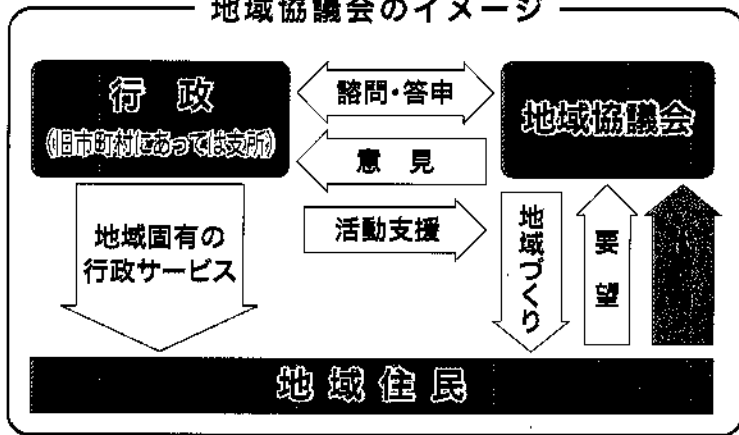 地域協議会のイメージ
行政
(旧市町村にあっては支所)
諮問・答申
地域協議会
意見
活動支援
地域固有の
行政サービス
地域づくり
要望
地域住民